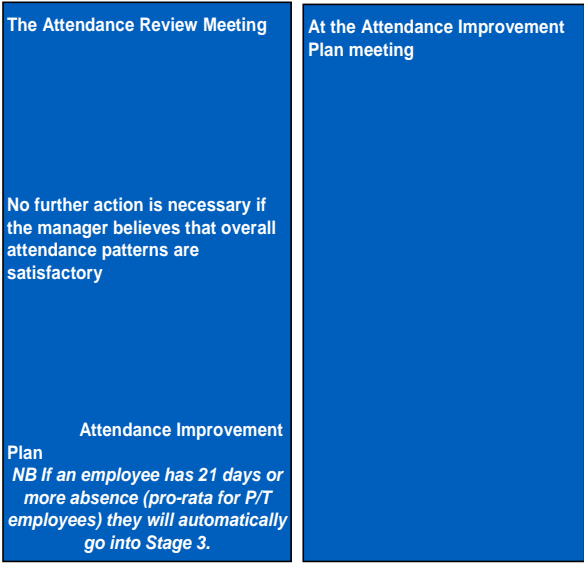 The Attendance Review Meeting
No further action is necessary if
the manager believes that overall
attendance patterns are
satisfactory
Attendance Improvement
Plan
NB If an employee has 21 days or
more absence (pro-rata for P/T
employees) they will automatically
go into Stage 3.
At the Attendance Improvement
Plan meeting